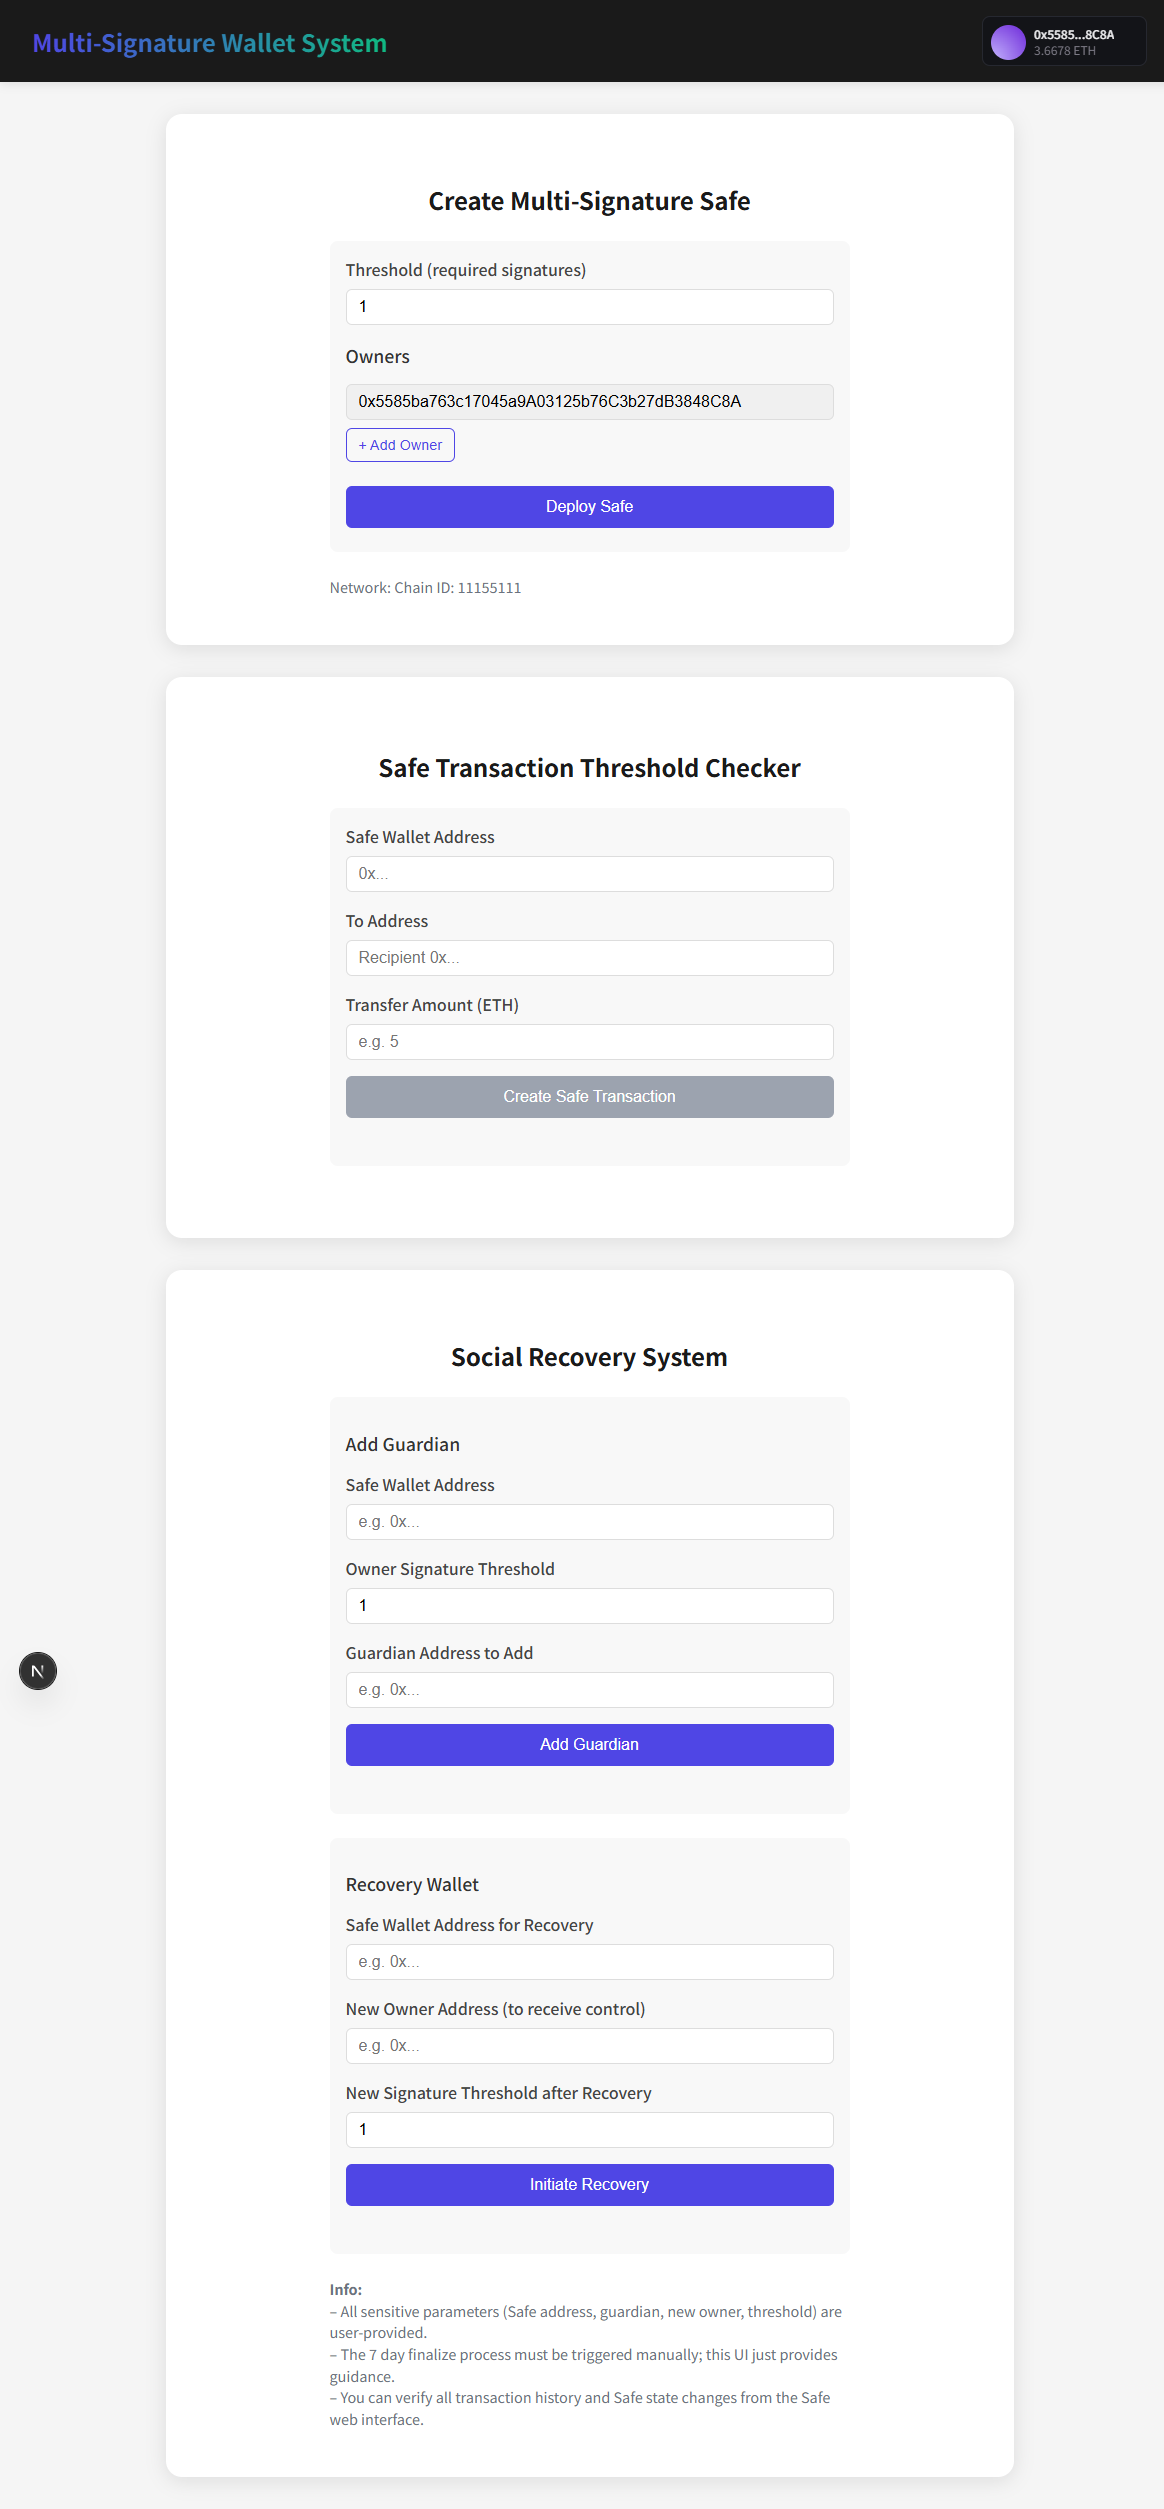 Multi-Signature Wallet System
0x5585...8C8A
3.6678 ETH
Create Multi-Signature Safe
Threshold (required signatures)
1
Owners
0x5585ba763c17045a9A03125b76C3b27dB3848C8A
+ Add Owner
Deploy Safe
Network: Chain ID: 11155111
Safe Transaction Threshold Checker
Safe Wallet Address
0x...
To Address
Recipient 0x...
Transfer Amount (ETH)
e.g. 5
Create Safe Transaction
Social Recovery System
Add Guardian
Safe Wallet Address
e.g. 0x...
Owner Signature Threshold
1
Guardian Address to Add
e.g. 0x...
Add Guardian
N
Recovery Wallet
Safe Wallet Address for Recovery
e.g. 0x...
New Owner Address (to receive control)
e.g. 0x...
New Signature Threshold after Recovery
1
Initiate Recovery
Info:
– All sensitive parameters (Safe address, guardian, new owner, threshold) are
user-provided.
– The 7 day finalize process must be triggered manually; this UI just provides
guidance.
– You can verify all transaction history and Safe state changes from the Safe
web interface.